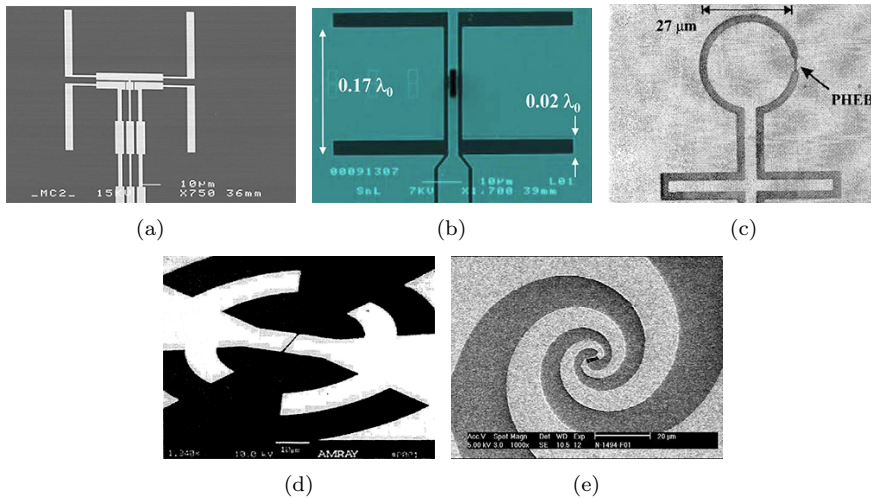 10µm
_MC2_ 15KV X750 36mm
(a)
0.17 λ₀
0.02 λ₀
00091307 10µm L01
SnL 7KV X1,700 39mm
(b)
27 µm
PHEB
(c)
10µm
1.340x 10.0 kV AMRAY
(d)
Acc.V Spot Magn Det WD Exp 20 µm
5.00 kV 3.0 1000x SE 10.5 12 N-1494-F01
(e)